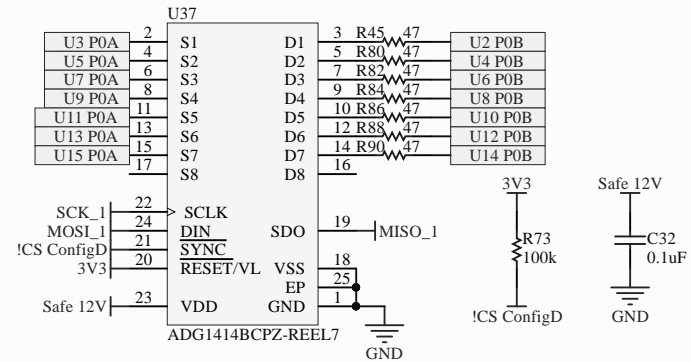 U37
U3 P0A 2 S1 D1 3 R45 47 U2 P0B
U5 P0A 4 S2 D2 5 R80 47 U4 P0B
U7 P0A 6 S3 D3 7 R82 47 U6 P0B
U9 P0A 8 S4 D4 9 R84 47 U8 P0B
U11 P0A 11 S5 D5 10 R86 47 U10 P0B
U13 P0A 13 S6 D6 12 R88 47 U12 P0B
U15 P0A 15 S7 D7 14 R90 47 U14 P0B
17 S8 D8 16
SCK_1 22 SCLK
MOSI_1 24 DIN SDO 19 MISO_1
!CS ConfigD 21 SYNC
3V3 20 RESET/VL VSS 18
EP 25
Safe 12V 23 VDD GND 1
ADG1414BCPZ-REEL7
GND
3V3
R73
100k
!CS ConfigD
Safe 12V
C32
0.1uF
GND